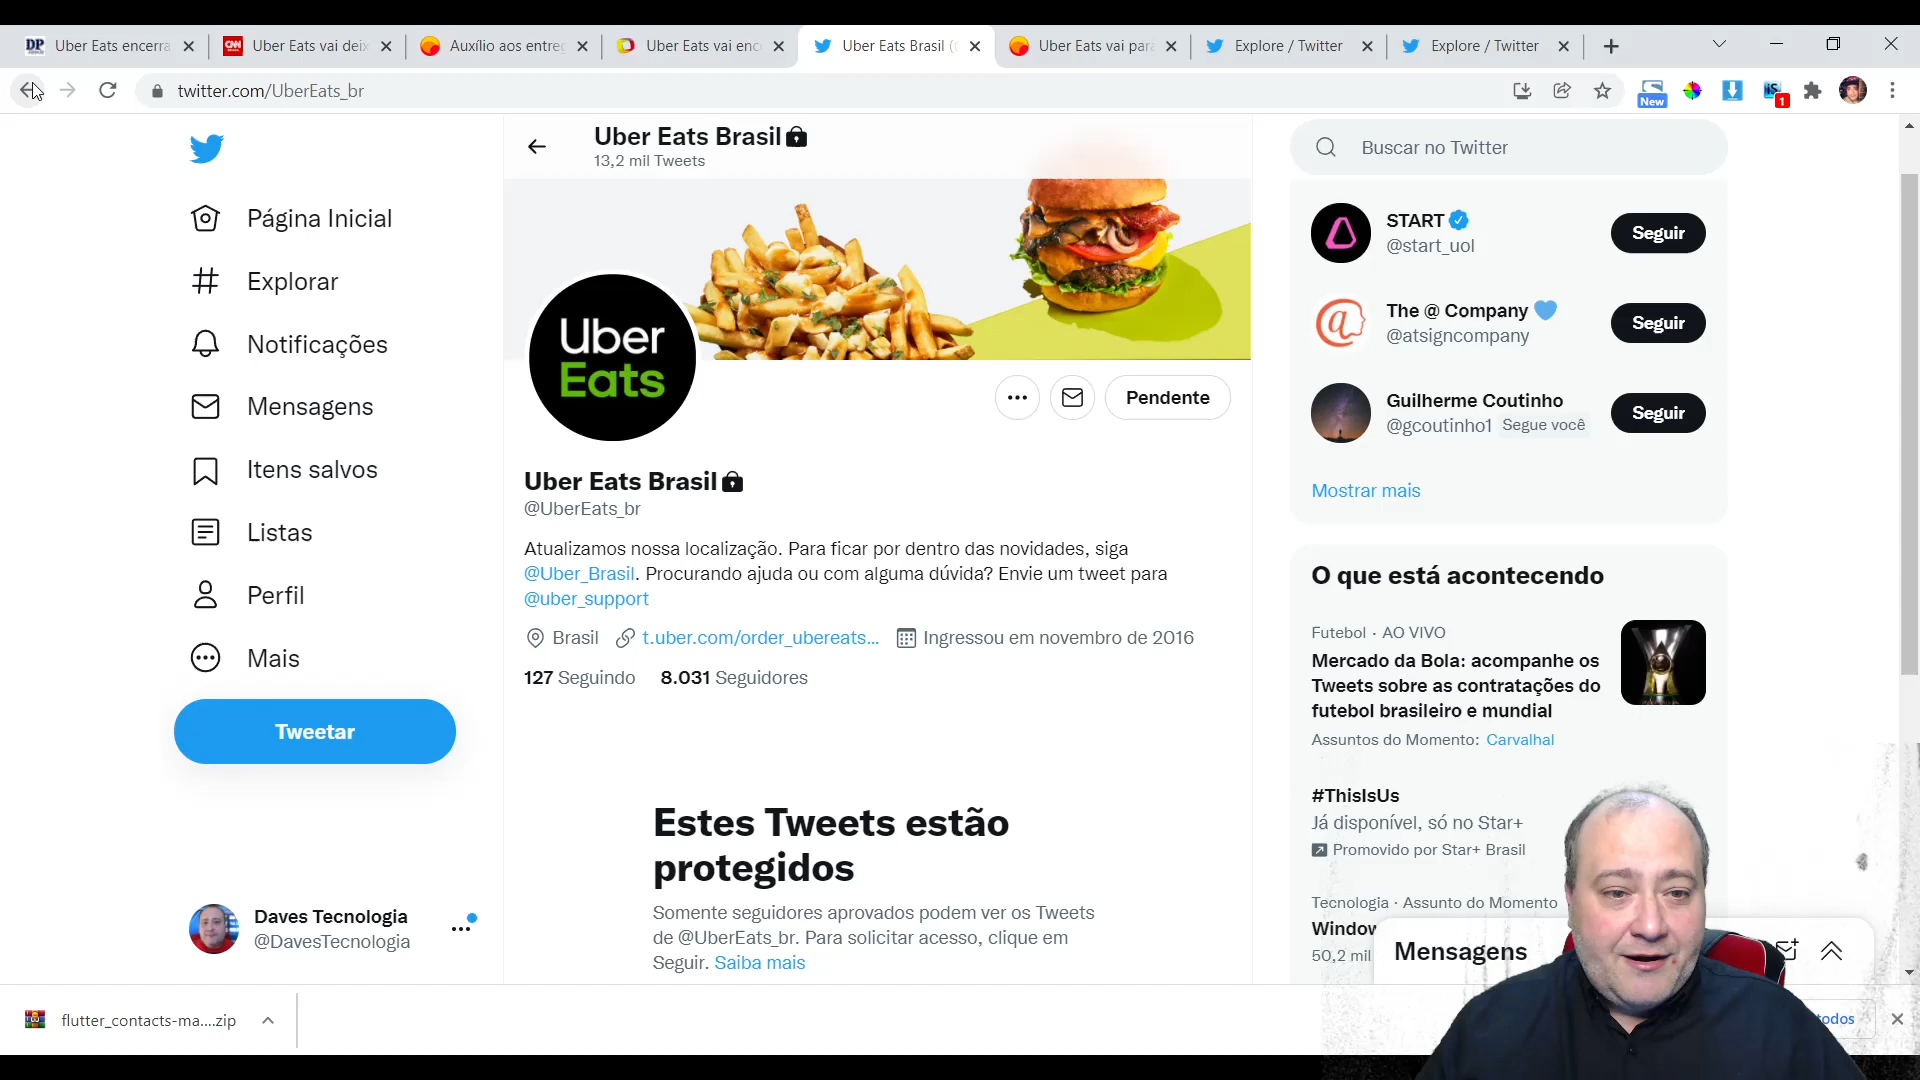 DP Uber Eats encerra
CNN Uber Eats vai deix
Auxílio aos entreg
Uber Eats vai enc
Uber Eats Brasil (
Uber Eats vai para
Explore / Twitter
Explore / Twitter
twitter.com/UberEats_br
New
1
Uber Eats Brasil
13,2 mil Tweets
Buscar no Twitter
Página Inicial
Explorar
Notificações
Mensagens
Itens salvos
Listas
Perfil
Mais
Tweetar
Daves Tecnologia
@DavesTecnologia
Uber
Eats
Pendente
Uber Eats Brasil
@UberEats_br
Atualizamos nossa localização. Para ficar por dentro das novidades, siga
@Uber_Brasil. Procurando ajuda ou com alguma dúvida? Envie um tweet para
@uber_support
Brasil t.uber.com/order_ubereats... Ingressou em novembro de 2016
127 Seguindo 8.031 Seguidores
Estes Tweets estão
protegidos
Somente seguidores aprovados podem ver os Tweets
de @UberEats_br. Para solicitar acesso, clique em
Seguir. Saiba mais
START
@start_uol
Seguir
The @ Company
@atsigncompany
Seguir
Guilherme Coutinho
@gcoutinho1 Segue você
Seguir
Mostrar mais
O que está acontecendo
Futebol · AO VIVO
Mercado da Bola: acompanhe os
Tweets sobre as contratações do
futebol brasileiro e mundial
Assuntos do Momento: Carvalhal
#ThisIsUs
Já disponível, só no Star+
Promovido por Star+ Brasil
Tecnologia · Assunto do Momento
Window
50,2 mil
Mensagens
flutter_contacts-ma....zip
todos